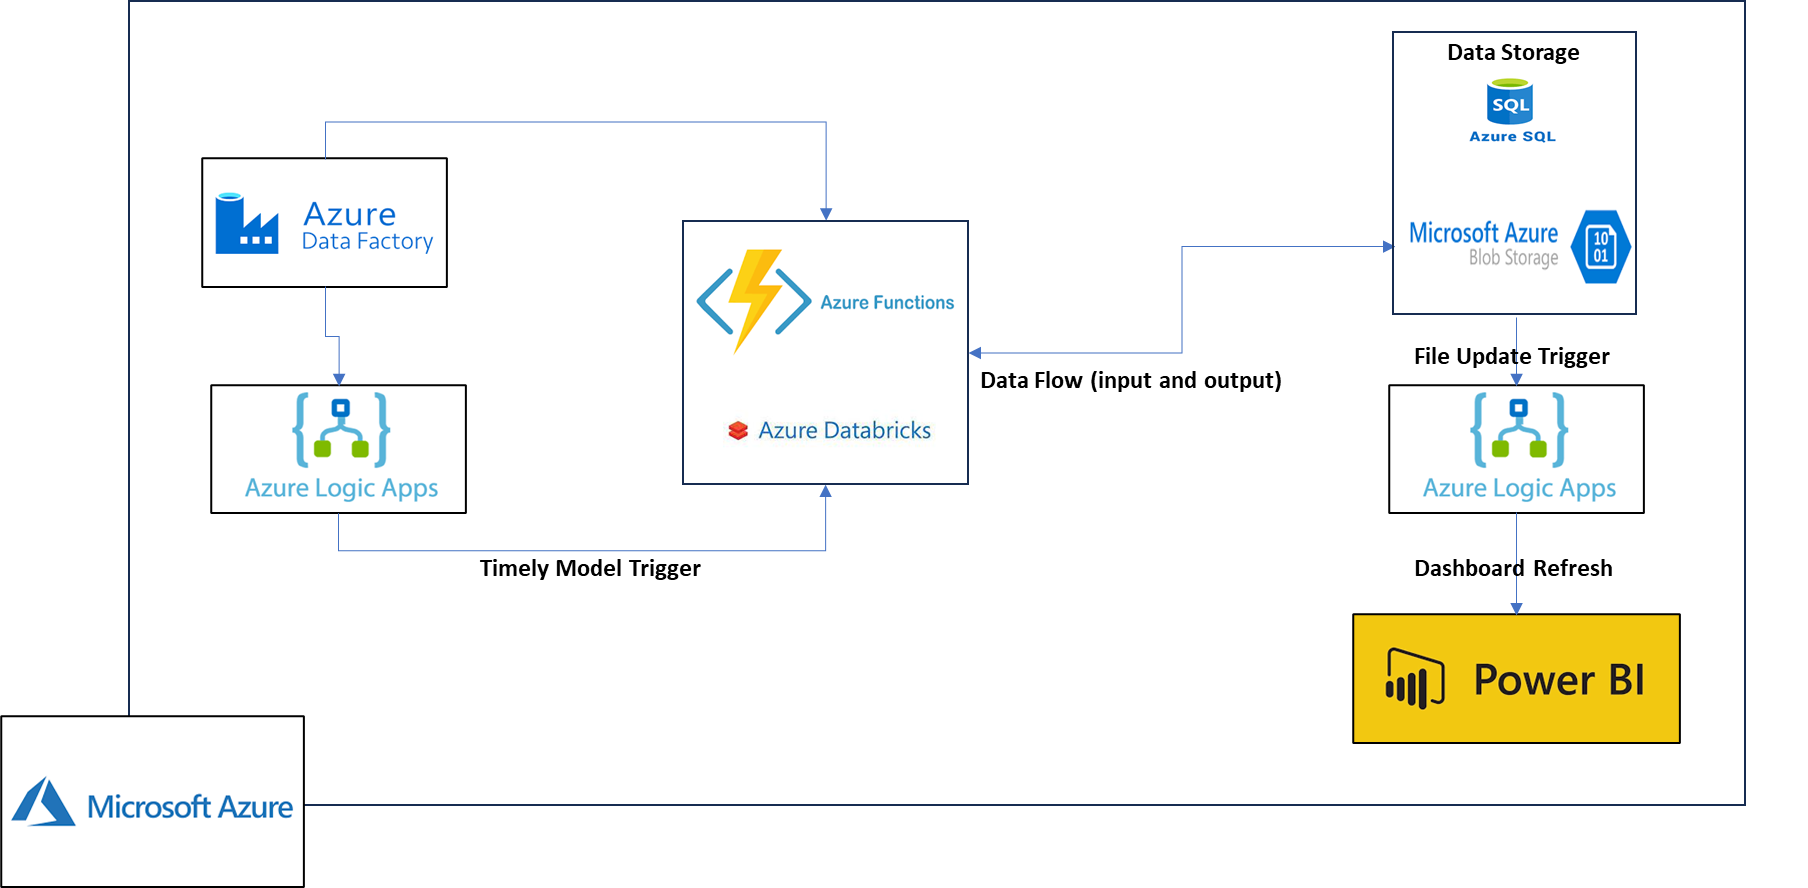 Data Storage
SQL
Azure SQL
Microsoft Azure
Blob Storage
10
01
Azure
Data Factory
Azure Functions
Azure Databricks
Data Flow (input and output)
File Update Trigger
Azure Logic Apps
Azure Logic Apps
Timely Model Trigger
Dashboard Refresh
Power BI
Microsoft Azure